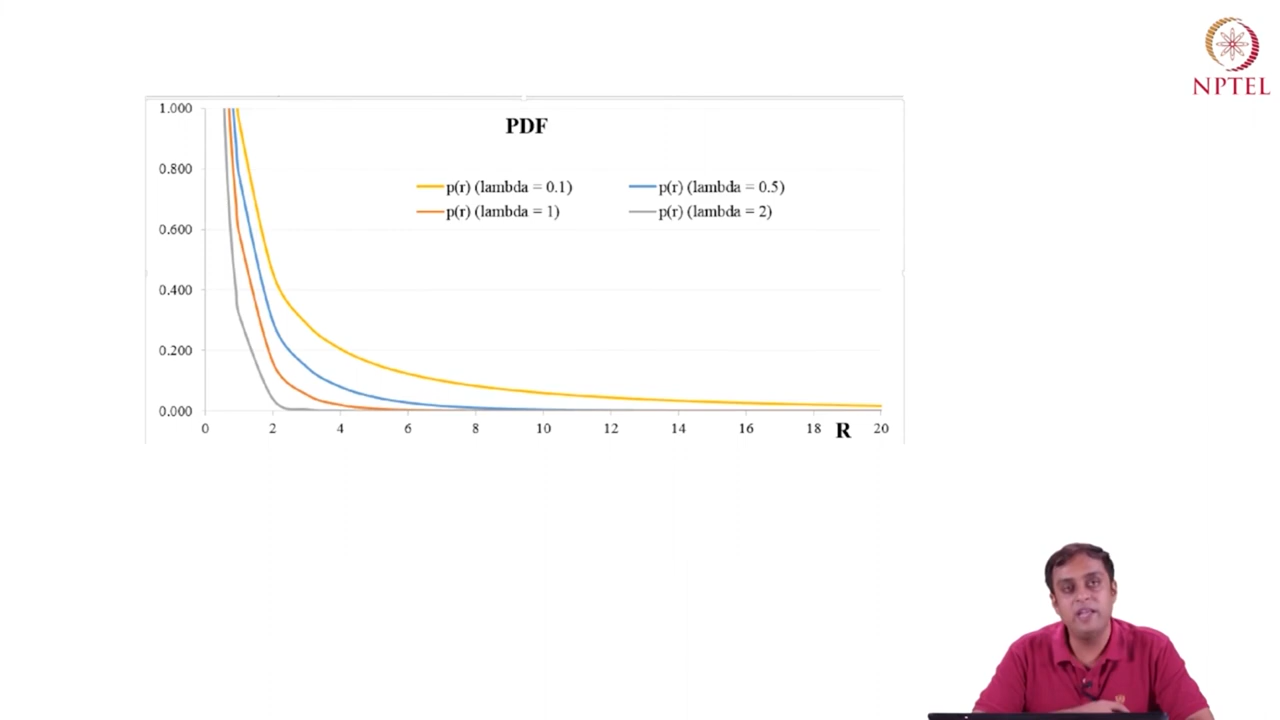 NPTEL
PDF
1.000
0.800
0.600
0.400
0.200
0.000
p(r) (lambda = 0.1)
p(r) (lambda = 0.5)
p(r) (lambda = 1)
p(r) (lambda = 2)
0 2 4 6 8 10 12 14 16 18 20
R